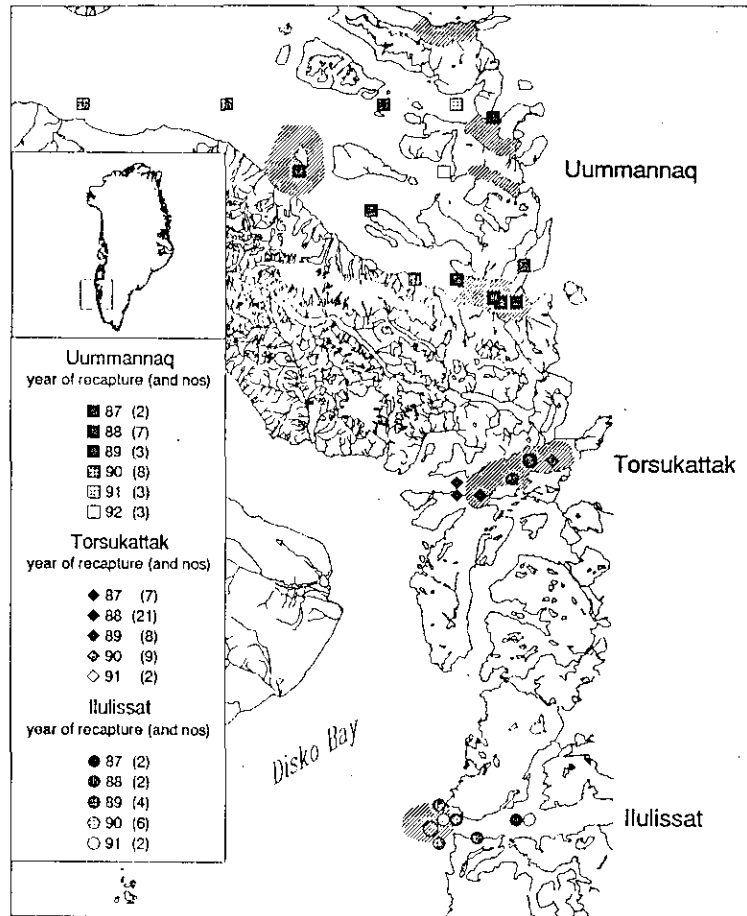 Uummannaq
Uummannaq
year of recapture (and nos)
87 (2)
88 (7)
89 (3)
90 (8)
91 (3)
92 (3)
Torsukattak
Torsukattak
year of recapture (and nos)
87 (7)
88 (21)
89 (8)
90 (9)
91 (2)
Ilulissat
year of recapture (and nos)
87 (2)
88 (2)
89 (4)
90 (6)
91 (2)
Disko Bay
Ilulissat